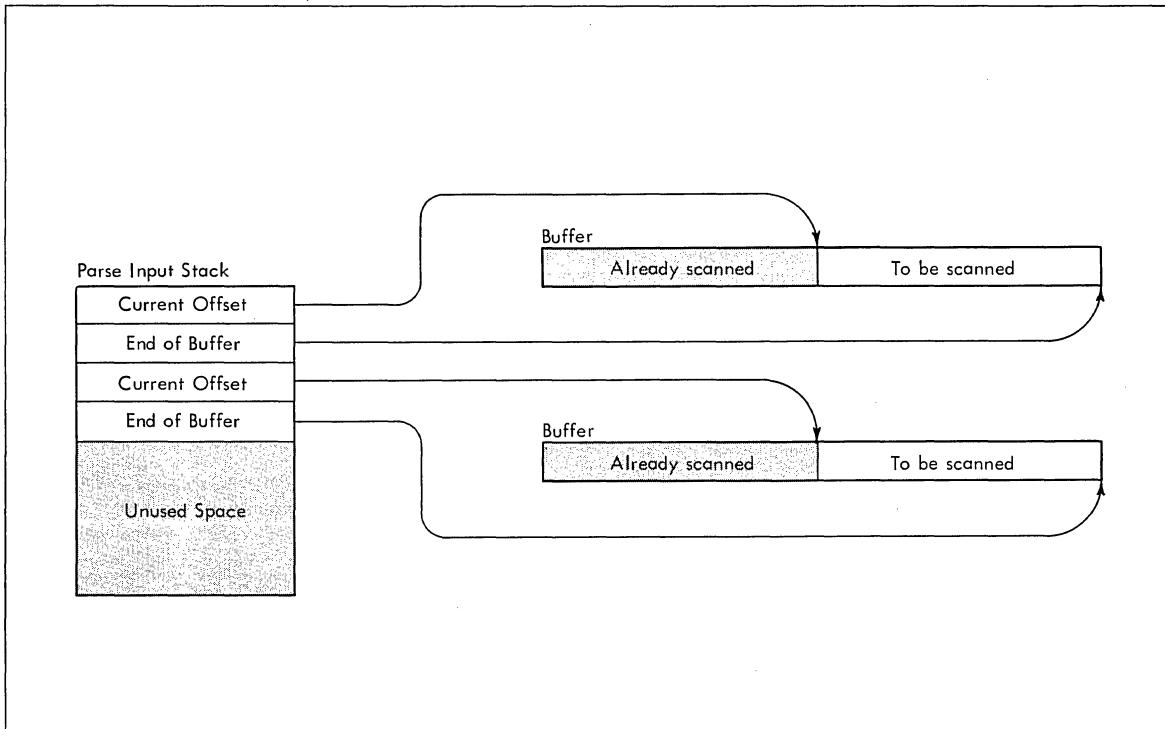 Parse Input Stack
Current Offset
End of Buffer
Current Offset
End of Buffer
Unused Space
Buffer
Already scanned To be scanned
Buffer
Already scanned To be scanned